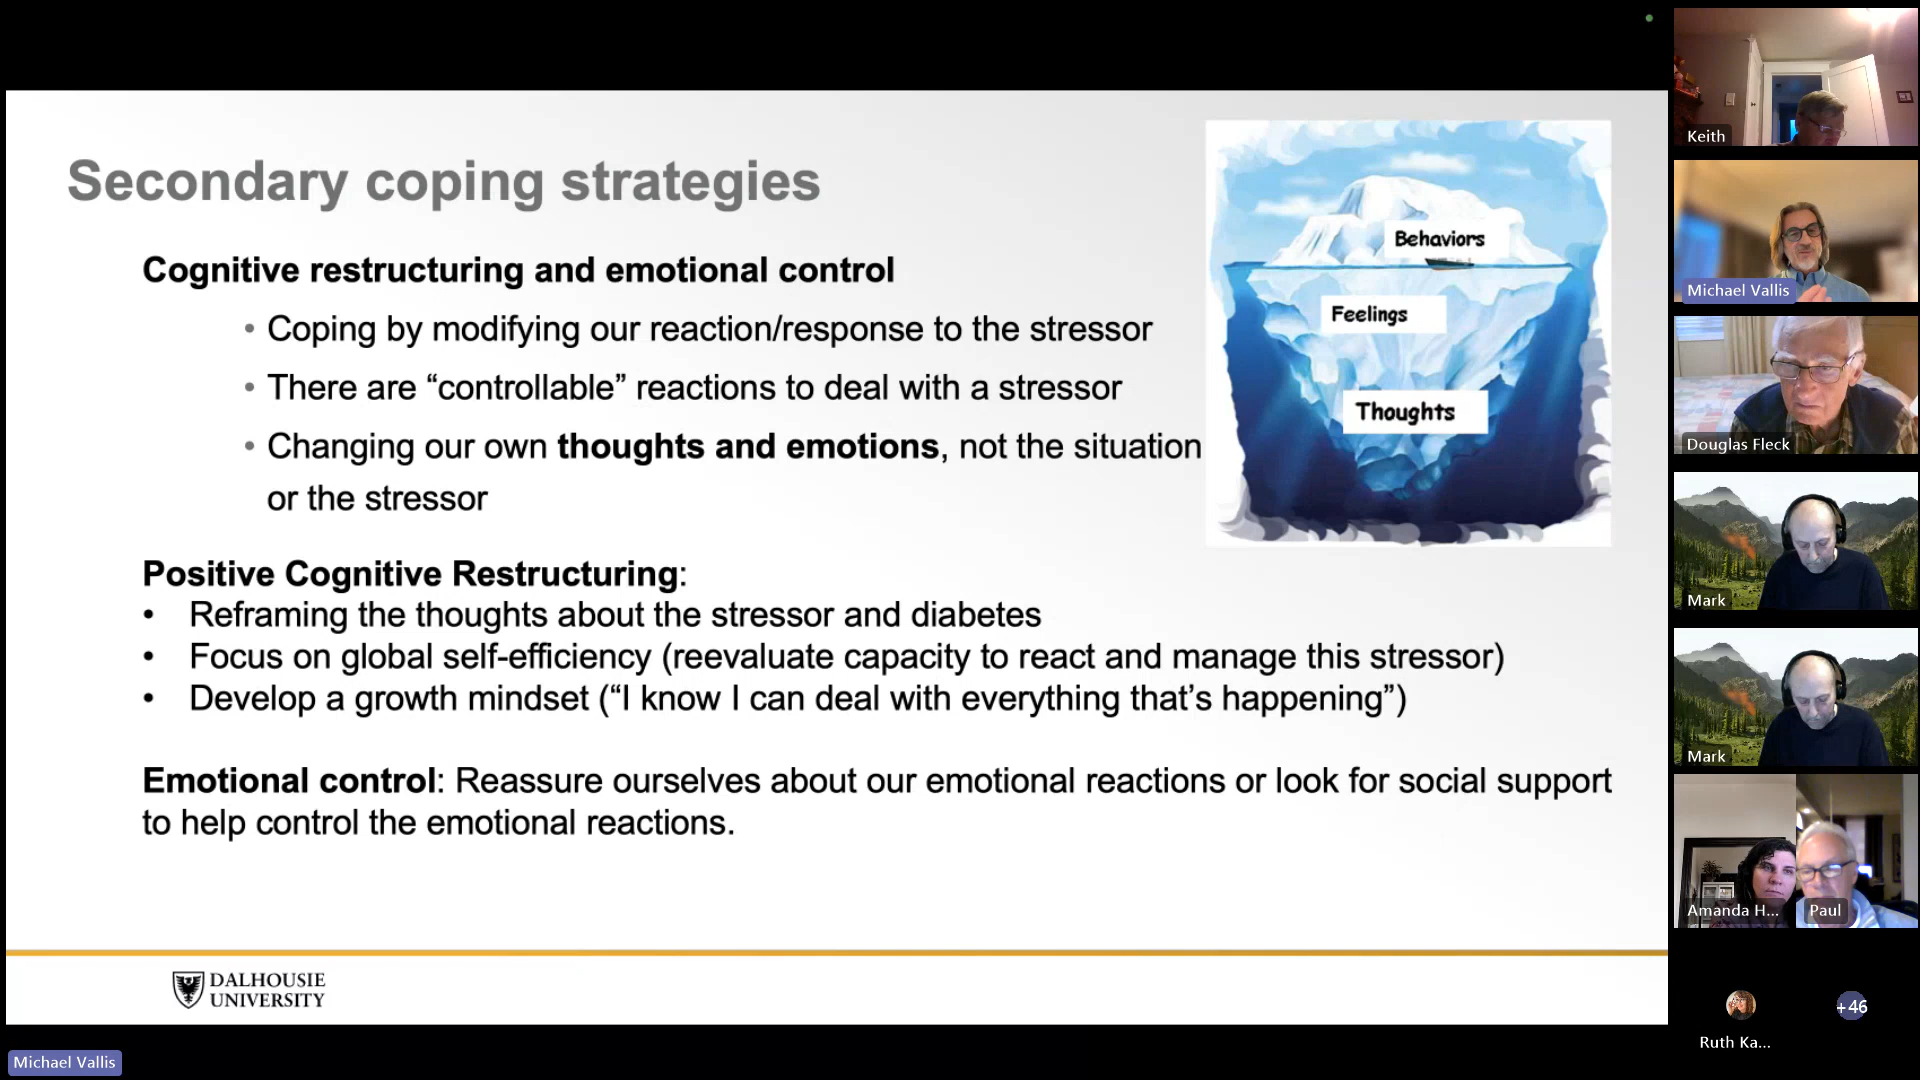 Secondary coping strategies
Cognitive restructuring and emotional control
• Coping by modifying our reaction/response to the stressor
• There are “controllable” reactions to deal with a stressor
• Changing our own thoughts and emotions, not the situation
or the stressor
Behaviors
Feelings
Thoughts
Positive Cognitive Restructuring:
• Reframing the thoughts about the stressor and diabetes
• Focus on global self-efficiency (reevaluate capacity to react and manage this stressor)
• Develop a growth mindset (“I know I can deal with everything that’s happening”)
Emotional control: Reassure ourselves about our emotional reactions or look for social support
to help control the emotional reactions.
DALHOUSIE
UNIVERSITY
Michael Vallis
Keith
Michael Vallis
Douglas Fleck
Mark
Mark
Amanda H...
Paul
Ruth Ka...
+46